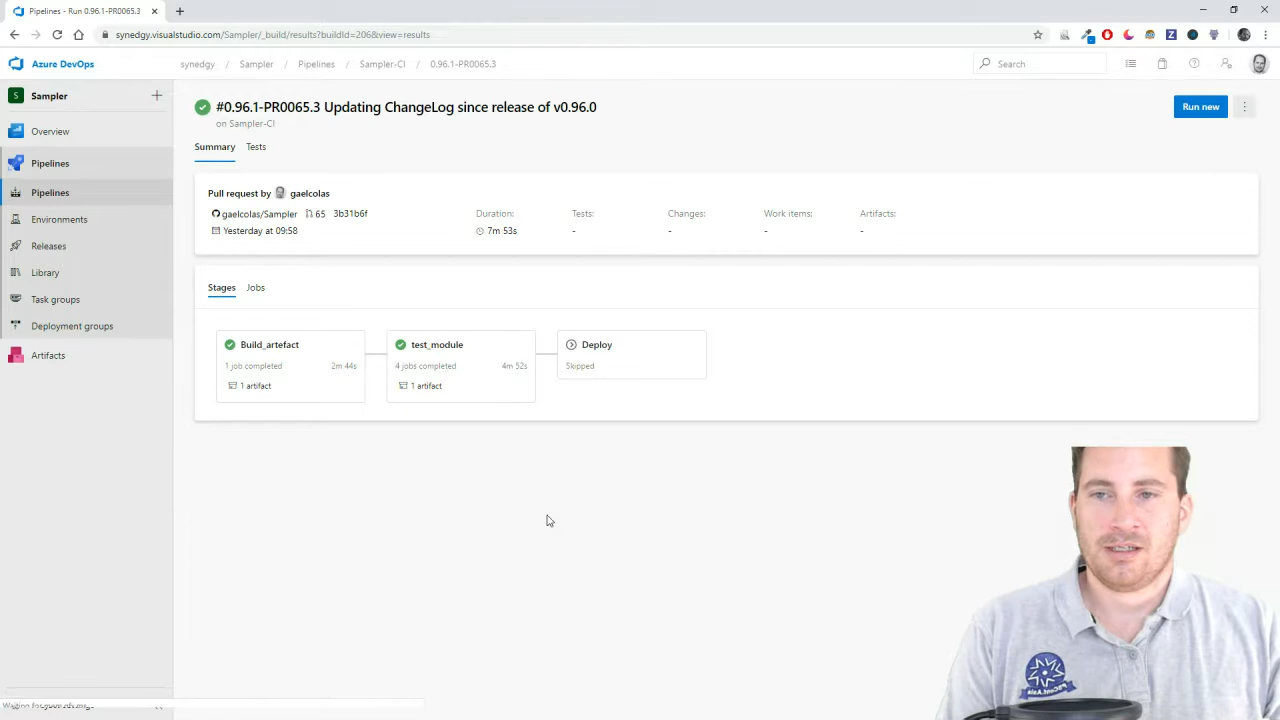 Pipelines - Run 0.96.1-PR0065.3
synedgy.visualstudio.com/Sampler/_build/results?buildId=206&view=results
Azure DevOps
synedgy / Sampler / Pipelines / Sampler-CI / 0.96.1-PR0065.3
Search
S Sampler
Overview
Pipelines
Pipelines
Environments
Releases
Library
Task groups
Deployment groups
Artifacts
#0.96.1-PR0065.3 Updating ChangeLog since release of v0.96.0
on Sampler-CI
Run new
Summary Tests
Pull request by gaelcolas
gaelcolas/Sampler 65 3b31b6f
Yesterday at 09:58
Duration: Tests: Changes: Work items: Artifacts:
7m 53s - - - -
Stages Jobs
Build_artefact
1 job completed 2m 44s
1 artifact
test_module
4 jobs completed 4m 52s
1 artifact
Deploy
Skipped
PSConf.Asia